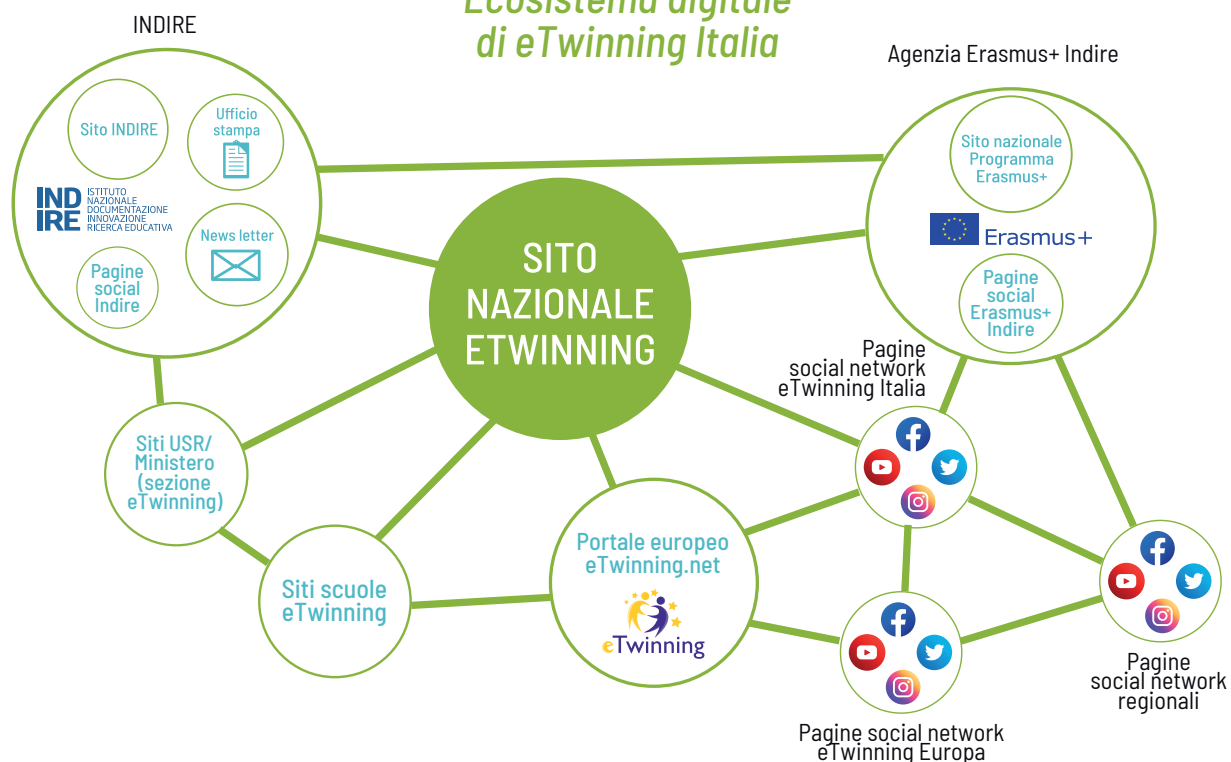 Ecosistema digitale
di eTwinning Italia
INDIRE
Sito INDIRE
Ufficio
stampa
IND
IRE
ISTITUTO
NAZIONALE
DOCUMENTAZIONE
INNOVAZIONE
RICERCA EDUCATIVA
News letter
Pagine
social
Indire
Agenzia Erasmus+ Indire
Sito nazionale
Programma
Erasmus+
Erasmus+
Pagine
social
Erasmus+
Indire
SITO
NAZIONALE
ETWINNING
Pagine
social network
eTwinning Italia
Siti USR/
Ministero
(sezione
eTwinning)
Siti scuole
eTwinning
Portale europeo
eTwinning.net
eTwinning
Pagine social network
eTwinning Europa
Pagine
social network
regionali